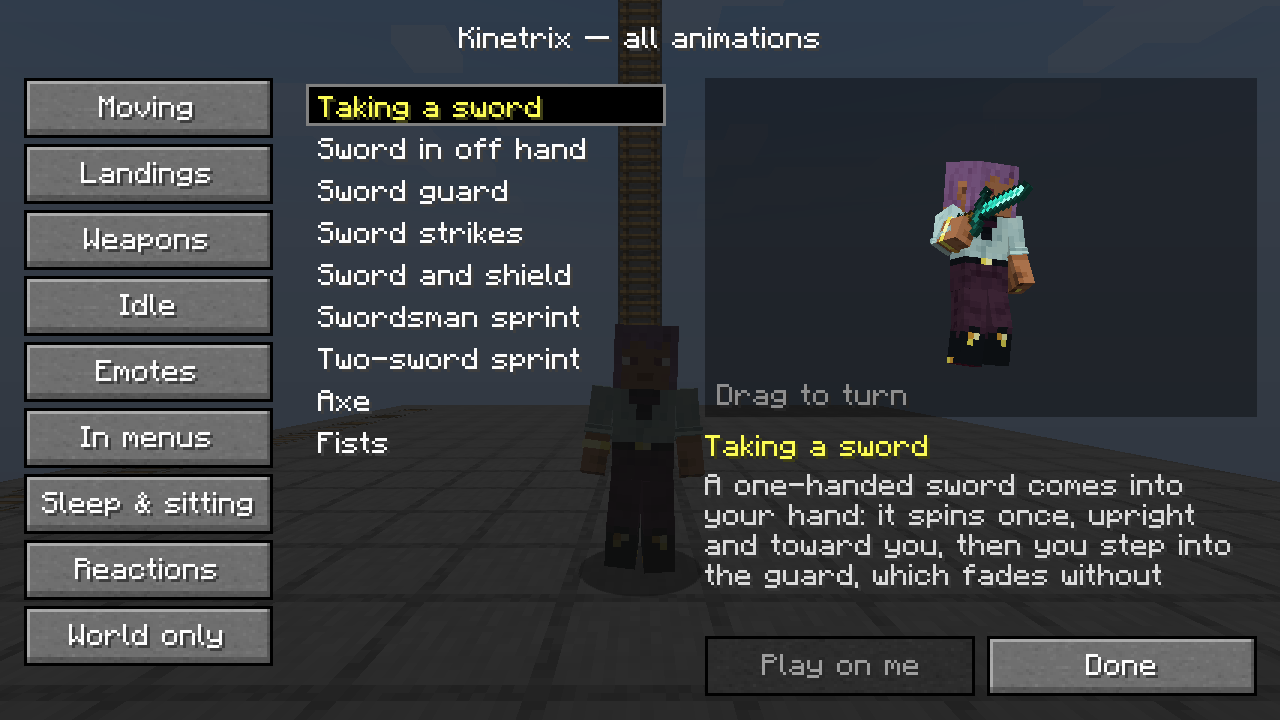 Kinetrix — all animations
Moving
Landings
Weapons
Idle
Emotes
In menus
Sleep & sitting
Reactions
World only
Taking a sword
Sword in off hand
Sword guard
Sword strikes
Sword and shield
Swordsman sprint
Two-sword sprint
Axe
Fists
Drag to turn
Taking a sword
A one-handed sword comes into
your hand: it spins once, upright
and toward you, then you step into
the guard, which fades without
Play on me
Done